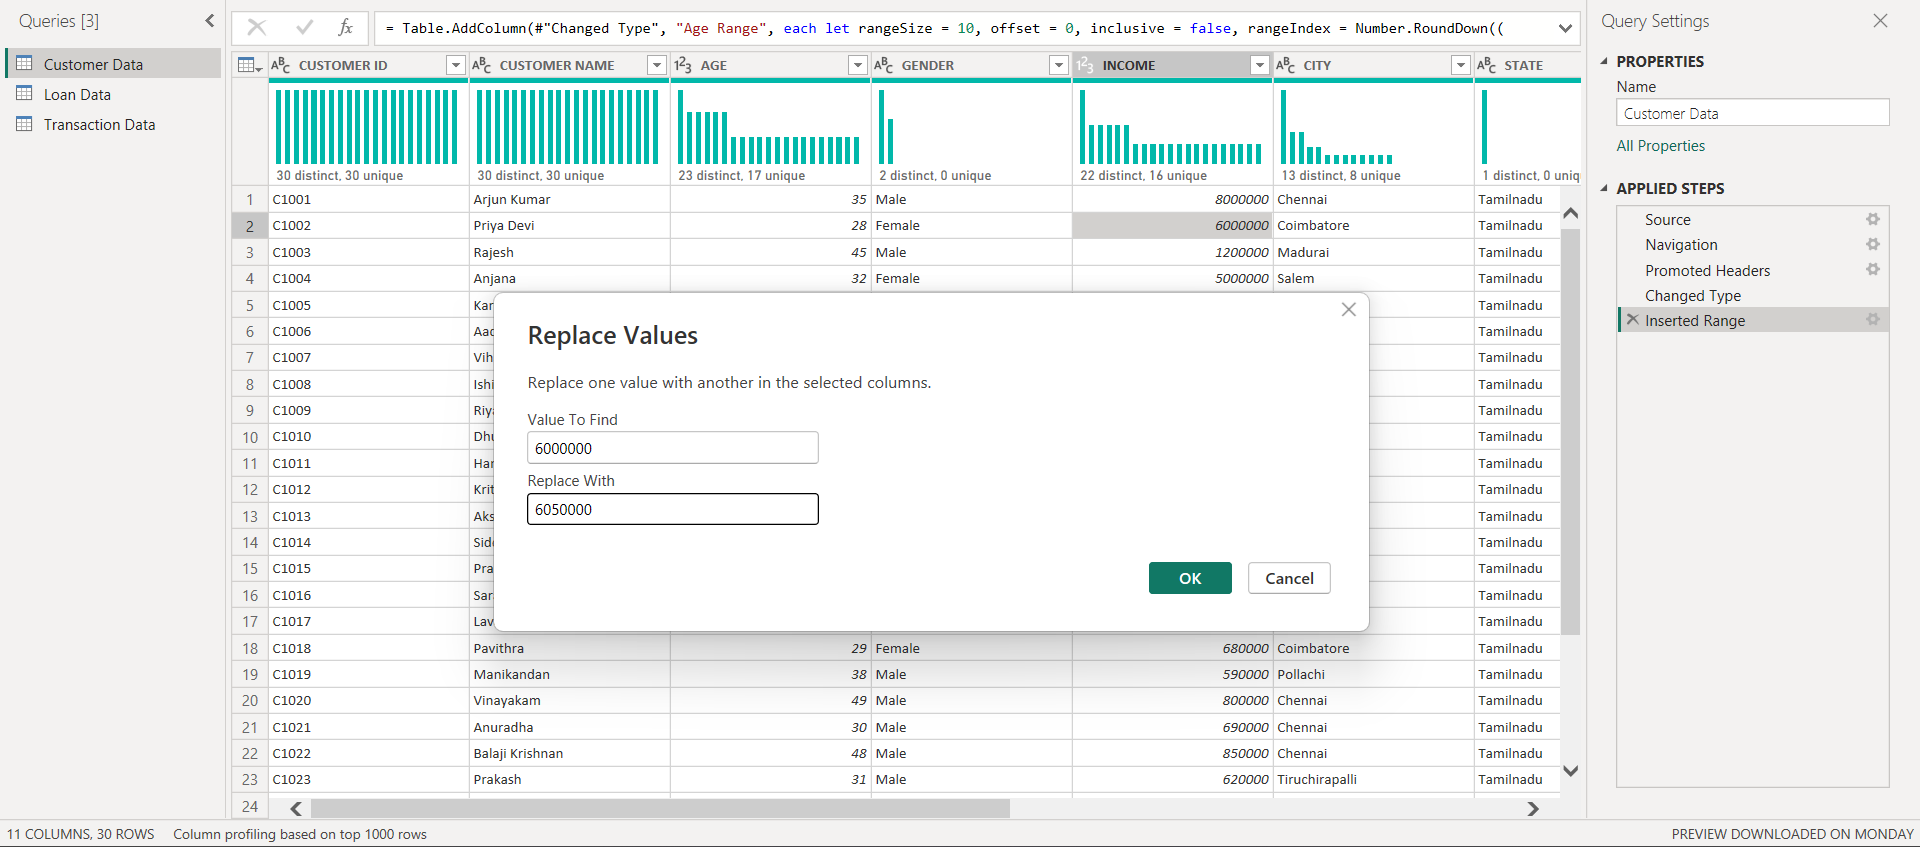 Queries [3]
Customer Data
Loan Data
Transaction Data
fx
= Table.AddColumn(#"Changed Type", "Age Range", each let rangeSize = 10, offset = 0, inclusive = false, rangeIndex = Number.RoundDown((
ABC CUSTOMER ID ABC CUSTOMER NAME 123 AGE ABC GENDER 123 INCOME ABC CITY ABC STATE
30 distinct, 30 unique 30 distinct, 30 unique 23 distinct, 17 unique 2 distinct, 0 unique 22 distinct, 16 unique 13 distinct, 8 unique 1 distinct, 0 uniq
1 C1001 Arjun Kumar 35 Male 8000000 Chennai Tamilnadu
2 C1002 Priya Devi 28 Female 6000000 Coimbatore Tamilnadu
3 C1003 Rajesh 45 Male 1200000 Madurai Tamilnadu
4 C1004 Anjana 32 Female 5000000 Salem Tamilnadu
5 C1005 Kar Tamilnadu
6 C1006 Aad Tamilnadu
7 C1007 Vih Tamilnadu
8 C1008 Ishi Tamilnadu
9 C1009 Riy Tamilnadu
10 C1010 Dhu Tamilnadu
11 C1011 Har Tamilnadu
12 C1012 Krit Tamilnadu
13 C1013 Aks Tamilnadu
14 C1014 Sid Tamilnadu
15 C1015 Pra Tamilnadu
16 C1016 Sar Tamilnadu
17 C1017 Lav Tamilnadu
18 C1018 Pavithra 29 Female 680000 Coimbatore Tamilnadu
19 C1019 Manikandan 38 Male 590000 Pollachi Tamilnadu
20 C1020 Vinayakam 49 Male 800000 Chennai Tamilnadu
21 C1021 Anuradha 30 Male 690000 Chennai Tamilnadu
22 C1022 Balaji Krishnan 48 Male 850000 Chennai Tamilnadu
23 C1023 Prakash 31 Male 620000 Tiruchirapalli Tamilnadu
24
Replace Values
Replace one value with another in the selected columns.
Value To Find
6000000
Replace With
6050000
OK Cancel
Query Settings
PROPERTIES
Name
Customer Data
All Properties
APPLIED STEPS
Source
Navigation
Promoted Headers
Changed Type
Inserted Range
11 COLUMNS, 30 ROWS Column profiling based on top 1000 rows
PREVIEW DOWNLOADED ON MONDAY